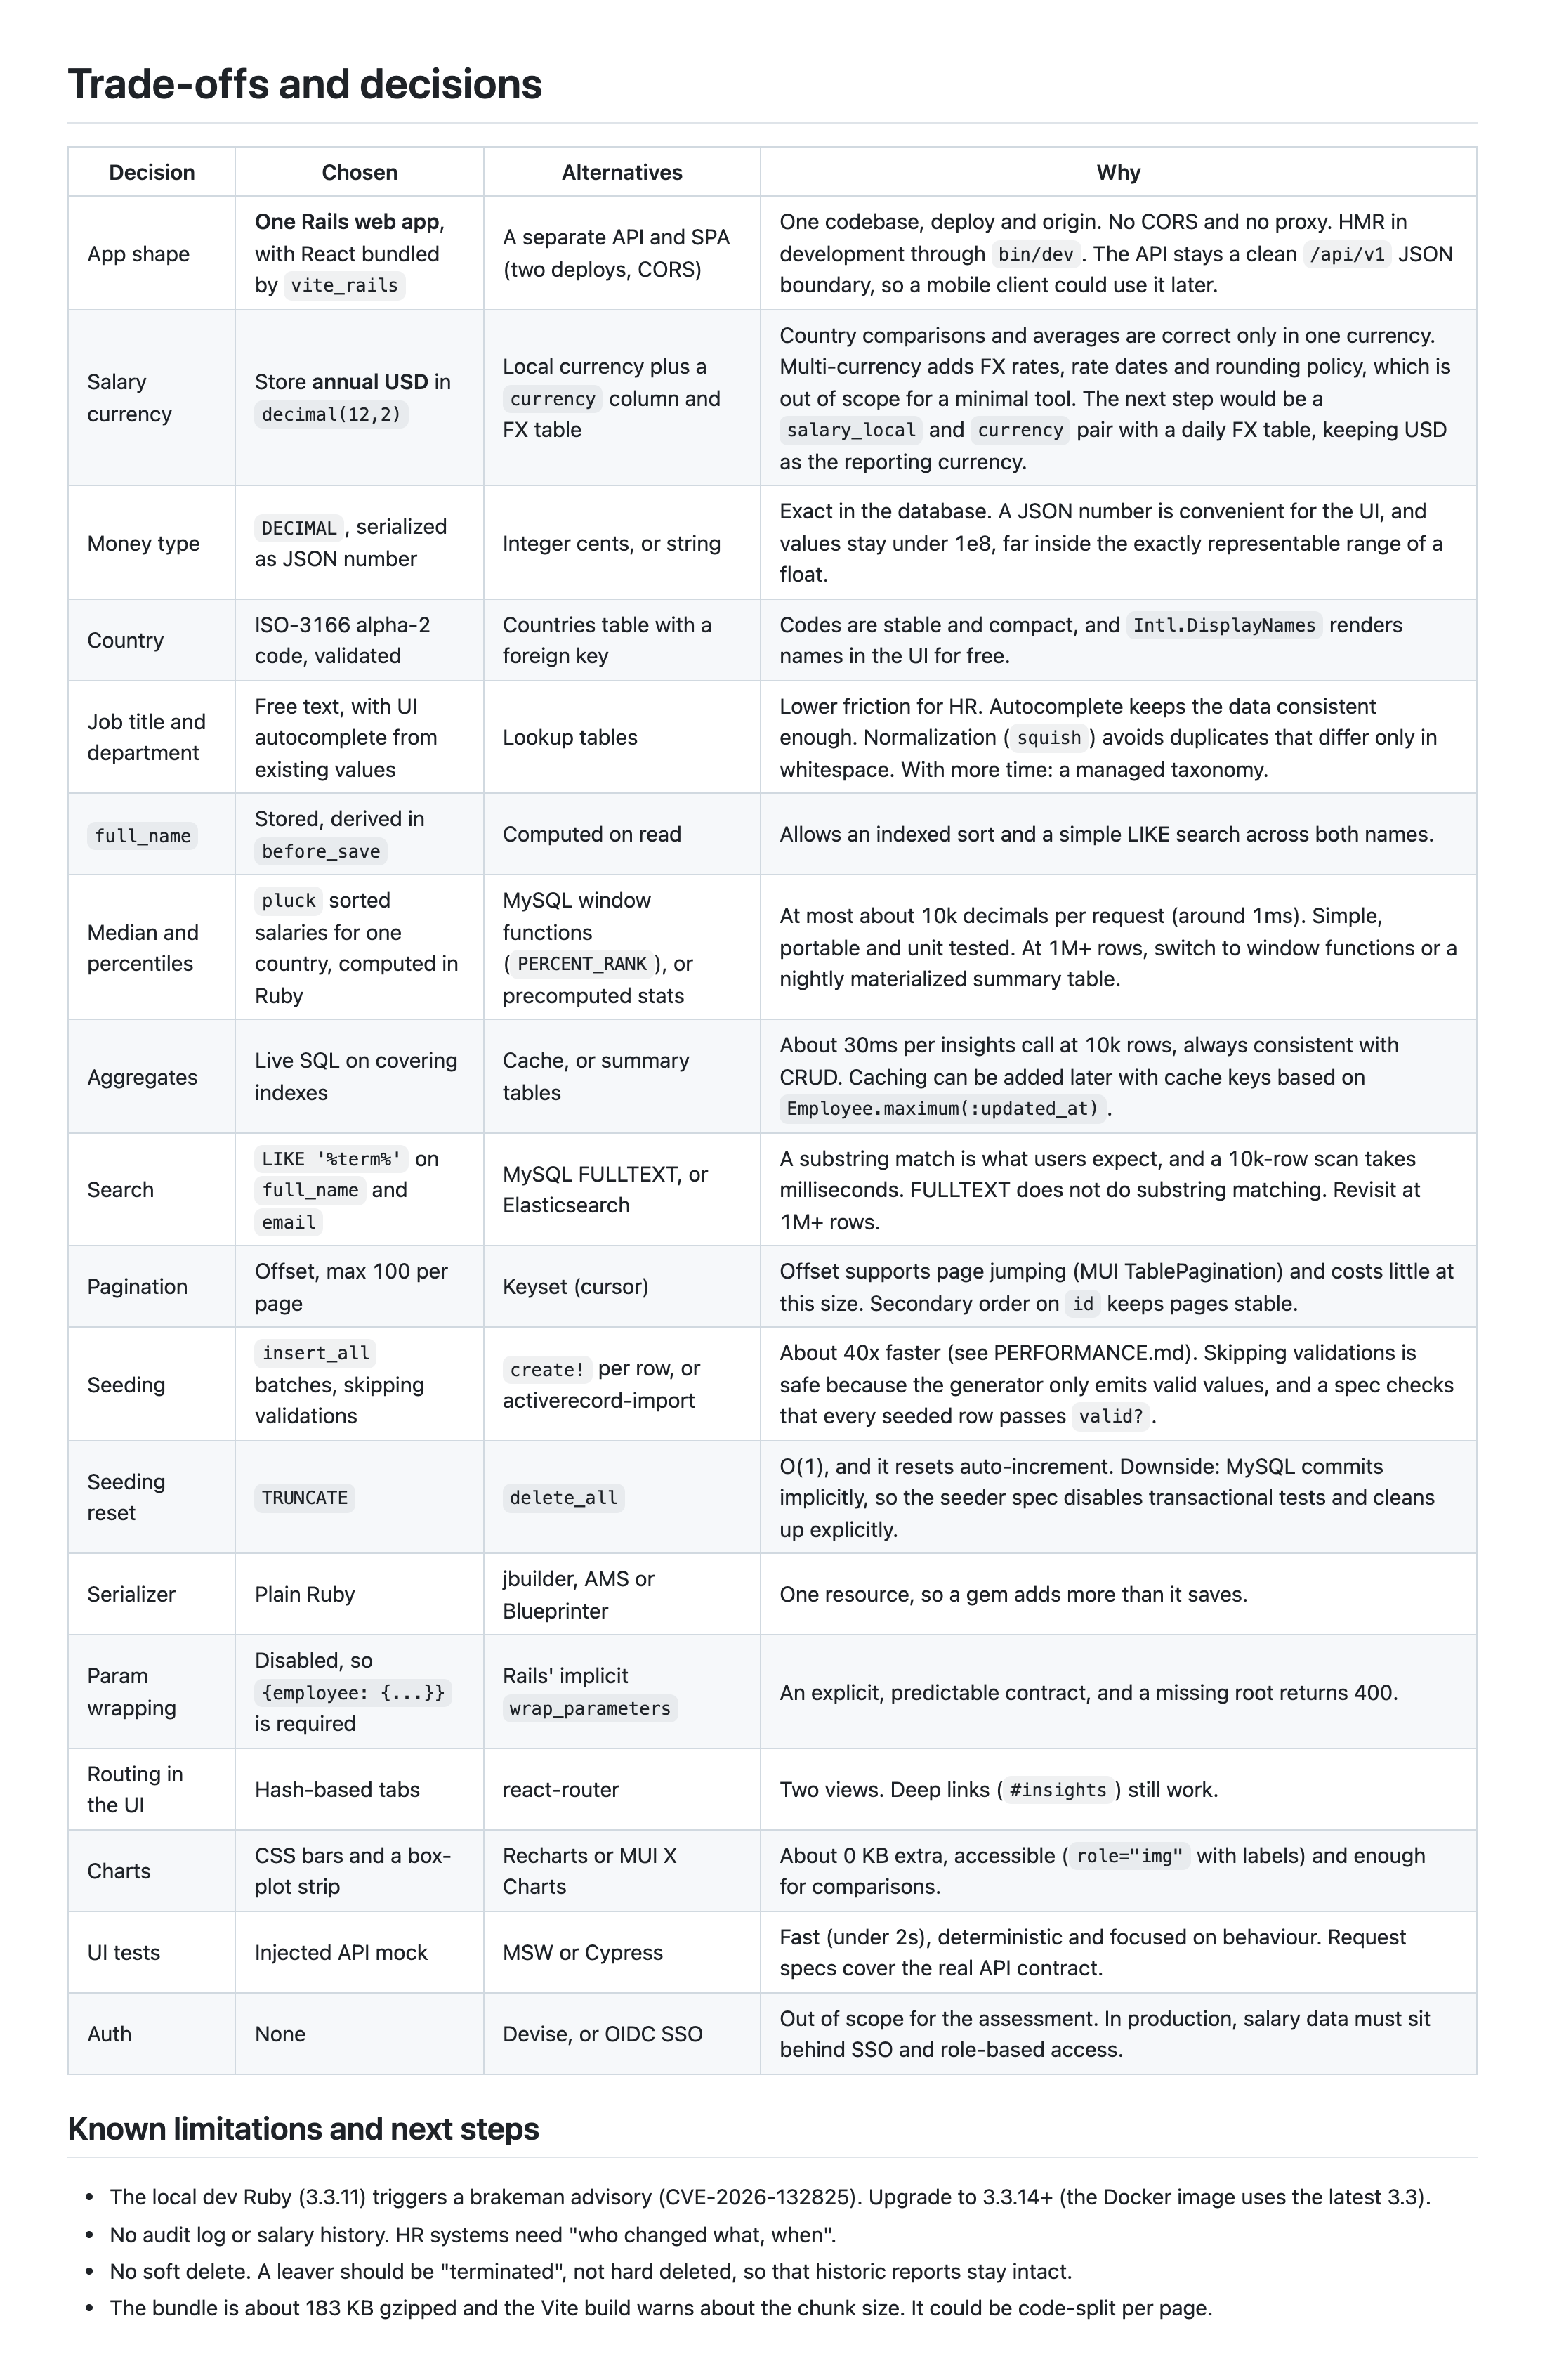 Trade-offs and decisions
Decision
Chosen
Alternatives
Why
App shape
One Rails web app,
with React bundled
by vite_rails
A separate API and SPA
(two deploys, CORS)
One codebase, deploy and origin. No CORS and no proxy. HMR in
development through bin/dev. The API stays a clean /api/v1 JSON
boundary, so a mobile client could use it later.
Salary
currency
Store annual USD in
decimal(12,2)
Local currency plus a
currency column and
FX table
Country comparisons and averages are correct only in one currency.
Multi-currency adds FX rates, rate dates and rounding policy, which is
out of scope for a minimal tool. The next step would be a
salary_local and currency pair with a daily FX table, keeping USD
as the reporting currency.
Money type
DECIMAL, serialized
as JSON number
Integer cents, or string
Exact in the database. A JSON number is convenient for the UI, and
values stay under 1e8, far inside the exactly representable range of a
float.
Country
ISO-3166 alpha-2
code, validated
Countries table with a
foreign key
Codes are stable and compact, and Intl.DisplayNames renders
names in the UI for free.
Job title and
department
Free text, with UI
autocomplete from
existing values
Lookup tables
Lower friction for HR. Autocomplete keeps the data consistent
enough. Normalization (squish) avoids duplicates that differ only in
whitespace. With more time: a managed taxonomy.
full_name
Stored, derived in
before_save
Computed on read
Allows an indexed sort and a simple LIKE search across both names.
Median and
percentiles
pluck sorted
salaries for one
country, computed in
Ruby
MySQL window
functions
(PERCENT_RANK), or
precomputed stats
At most about 10k decimals per request (around 1ms). Simple,
portable and unit tested. At 1M+ rows, switch to window functions or a
nightly materialized summary table.
Aggregates
Live SQL on covering
indexes
Cache, or summary
tables
About 30ms per insights call at 10k rows, always consistent with
CRUD. Caching can be added later with cache keys based on
Employee.maximum(:updated_at).
Search
LIKE '%term%' on
full_name and
email
MySQL FULLTEXT, or
Elasticsearch
A substring match is what users expect, and a 10k-row scan takes
milliseconds. FULLTEXT does not do substring matching. Revisit at
1M+ rows.
Pagination
Offset, max 100 per
page
Keyset (cursor)
Offset supports page jumping (MUI TablePagination) and costs little at
this size. Secondary order on id keeps pages stable.
Seeding
insert_all
batches, skipping
validations
create! per row, or
activerecord-import
About 40x faster (see PERFORMANCE.md). Skipping validations is
safe because the generator only emits valid values, and a spec checks
that every seeded row passes valid?.
Seeding
reset
TRUNCATE
delete_all
O(1), and it resets auto-increment. Downside: MySQL commits
implicitly, so the seeder spec disables transactional tests and cleans
up explicitly.
Serializer
Plain Ruby
jbuilder, AMS or
Blueprinter
One resource, so a gem adds more than it saves.
Param
wrapping
Disabled, so
{employee: {...}}
is required
Rails' implicit
wrap_parameters
An explicit, predictable contract, and a missing root returns 400.
Routing in
the UI
Hash-based tabs
react-router
Two views. Deep links (#insights) still work.
Charts
CSS bars and a box-
plot strip
Recharts or MUI X
Charts
About 0 KB extra, accessible (role="img" with labels) and enough
for comparisons.
UI tests
Injected API mock
MSW or Cypress
Fast (under 2s), deterministic and focused on behaviour. Request
specs cover the real API contract.
Auth
None
Devise, or OIDC SSO
Out of scope for the assessment. In production, salary data must sit
behind SSO and role-based access.
Known limitations and next steps
• The local dev Ruby (3.3.11) triggers a brakeman advisory (CVE-2026-132825). Upgrade to 3.3.14+ (the Docker image uses the latest 3.3).
• No audit log or salary history. HR systems need "who changed what, when".
• No soft delete. A leaver should be "terminated", not hard deleted, so that historic reports stay intact.
• The bundle is about 183 KB gzipped and the Vite build warns about the chunk size. It could be code-split per page.